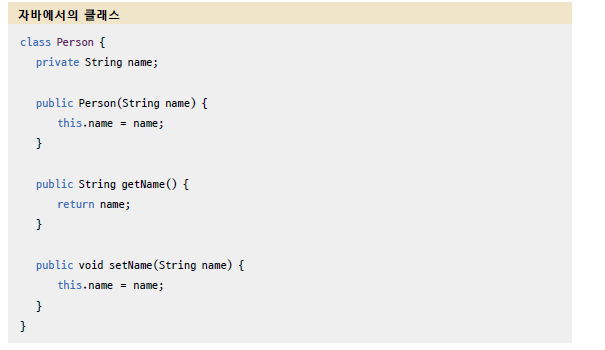 자바에서의 클래스
class Person {
private String name;
public Person(String name) {
this.name = name;
}
public String getName() {
return name;
}
public void setName(String name) {
this.name = name;
}
}